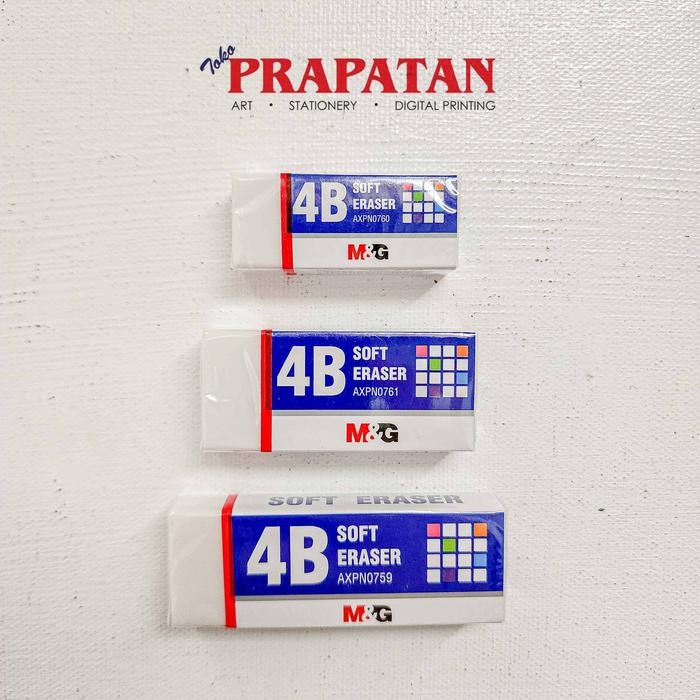 Toko
PRAPATAN
ART • STATIONERY • DIGITAL PRINTING
4B SOFT
ERASER
AXPN0760
M&G
4B SOFT
ERASER
AXPN0761
M&G
SOFT ERASER
4B SOFT
ERASER
AXPN0759
M&G